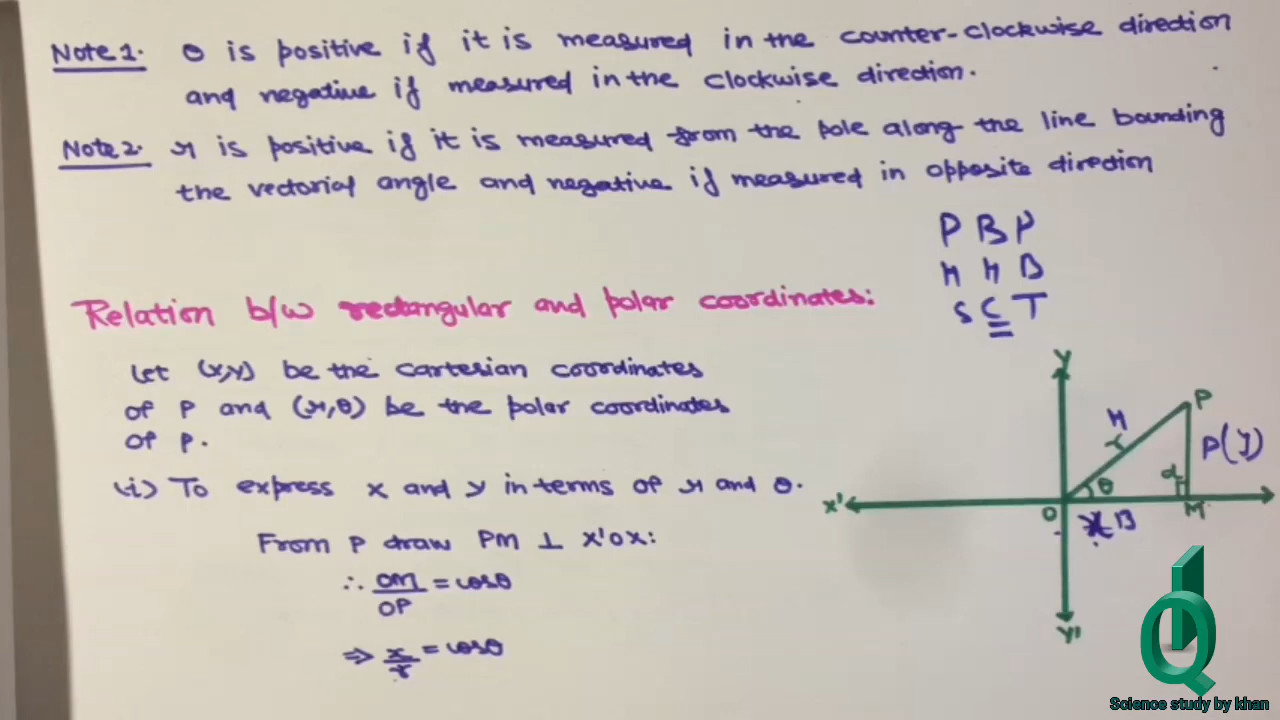 Note 1. θ is positive if it is measured in the counter-clockwise direction
and negative if measured in the clockwise direction.
Note 2. r is positive if it is measured from the pole along the line bounding
the vectorial angle and negative if measured in opposite direction
P B P
H H B
S C T
Relation b/w rectangular and polar coordinates:
Let (x,y) be the cartesian coordinates
of P and (r,θ) be the polar coordinates
of P.
(i) To express x and y in terms of r and θ.
From P draw PM ⊥ X'OX:
∴ OM/OP = cosθ
⇒ x/r = cosθ
Y
P
H
r
P(y)
θ
X'
O
M
x B
Y'
Science study by khan